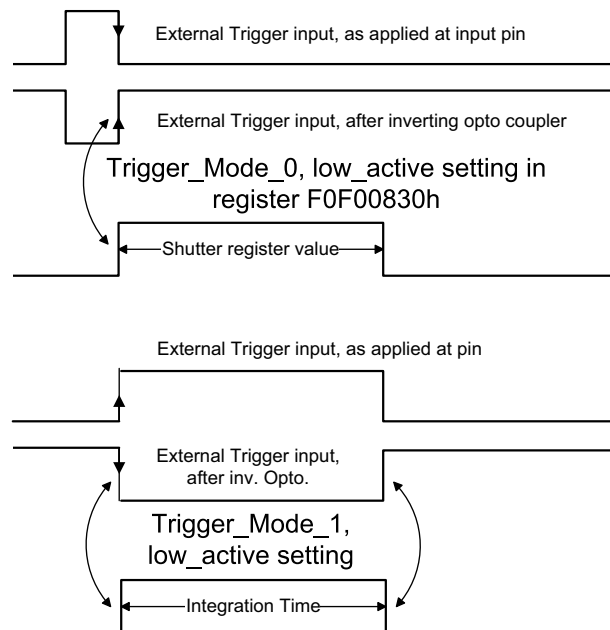 External Trigger input, as applied at input pin
External Trigger input, after inverting opto coupler
Trigger_Mode_0, low_active setting in
register F0F00830h
Shutter register value
External Trigger input, as applied at pin
External Trigger input,
after inv. Opto.
Trigger_Mode_1,
low_active setting
Integration Time